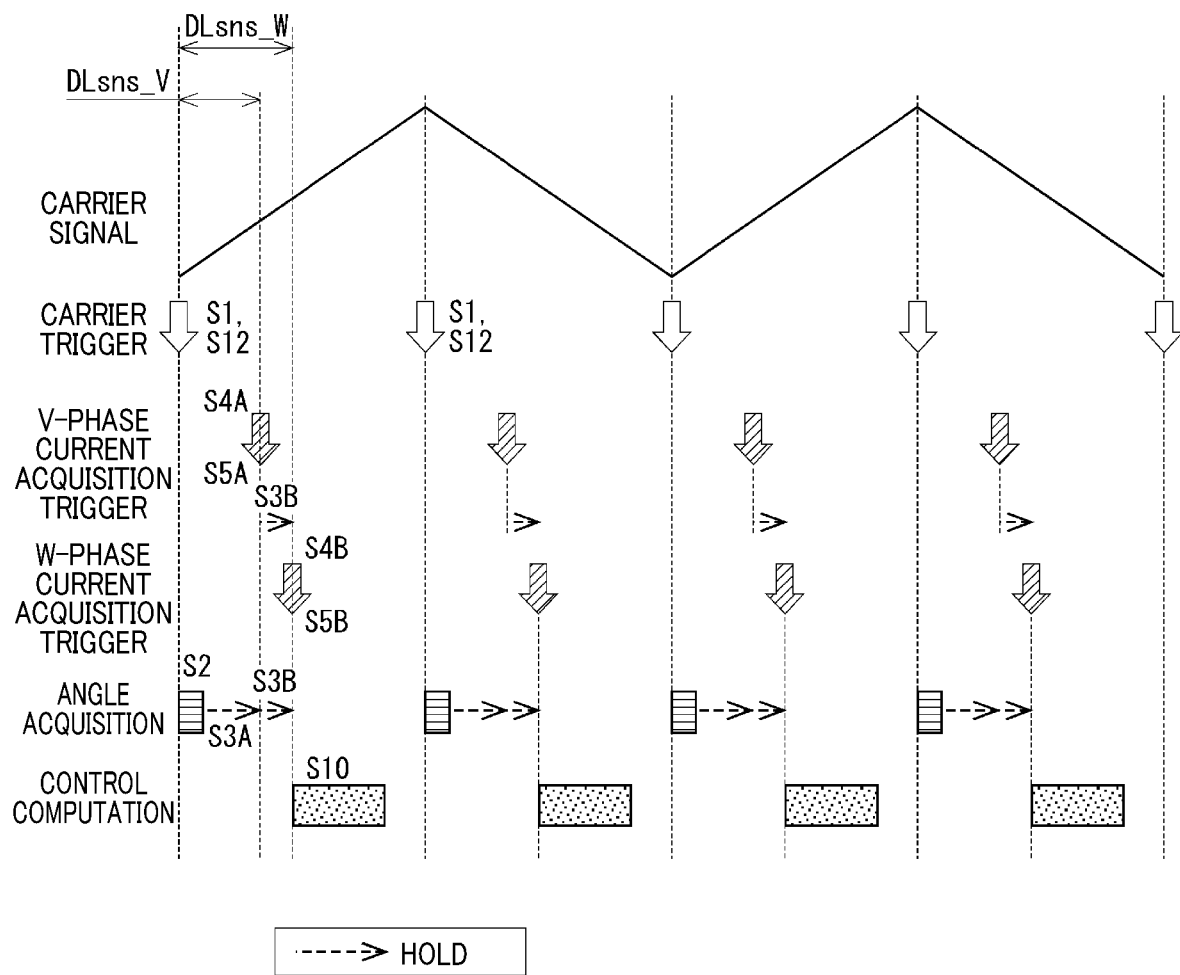 DLsns_W
DLsns_V
CARRIER
SIGNAL
CARRIER
TRIGGER
S1,
S12
S1,
S12
V-PHASE
CURRENT
ACQUISITION
TRIGGER
S4A
S5A
S3B
W-PHASE
CURRENT
ACQUISITION
TRIGGER
S4B
S5B
ANGLE
ACQUISITION
S2
S3B
S3A
CONTROL
COMPUTATION
S10
HOLD